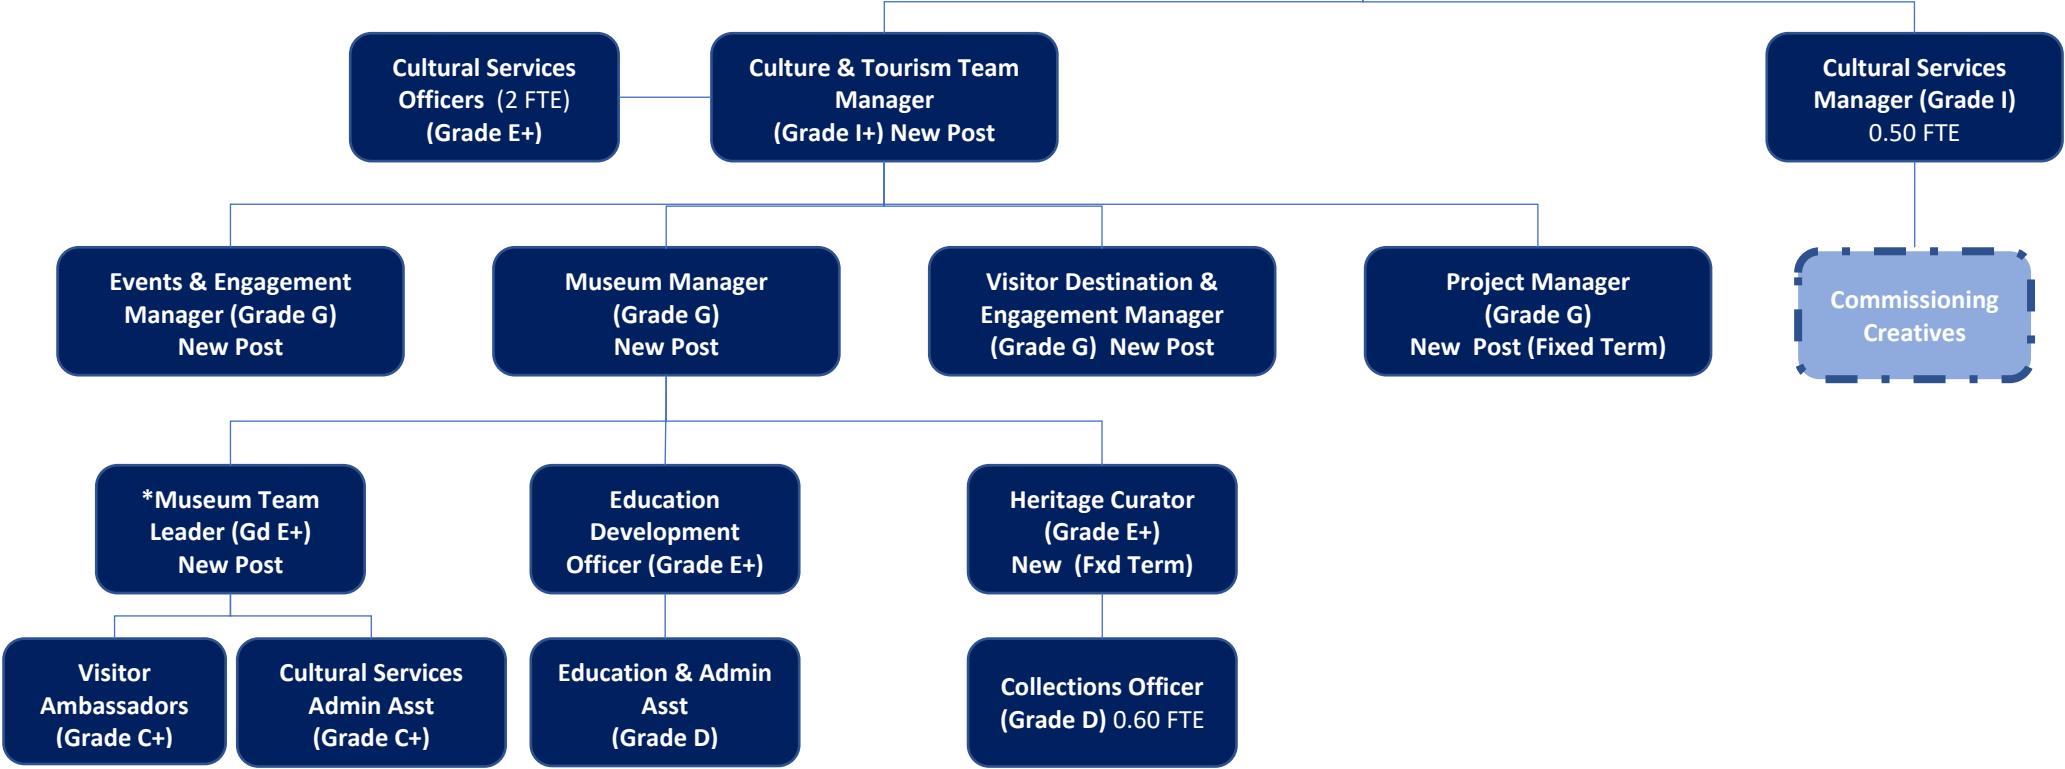 Cultural Services
Officers  (2 FTE)
(Grade E+)
Culture & Tourism Team
Manager
(Grade I+) New Post
Cultural Services
Manager (Grade I)
0.50 FTE
Events & Engagement
Manager (Grade G)
New Post
Museum Manager
(Grade G)
New Post
Visitor Destination &
Engagement Manager
(Grade G)  New Post
Project Manager
(Grade G)
New  Post (Fixed Term)
Commissioning
Creatives
*Museum Team
Leader (Gd E+)
New Post
Education
Development
Officer (Grade E+)
Heritage Curator
(Grade E+)
New  (Fxd Term)
Visitor
Ambassadors
(Grade C+)
Cultural Services
Admin Asst
(Grade C+)
Education & Admin
Asst
(Grade D)
Collections Officer
(Grade D) 0.60 FTE